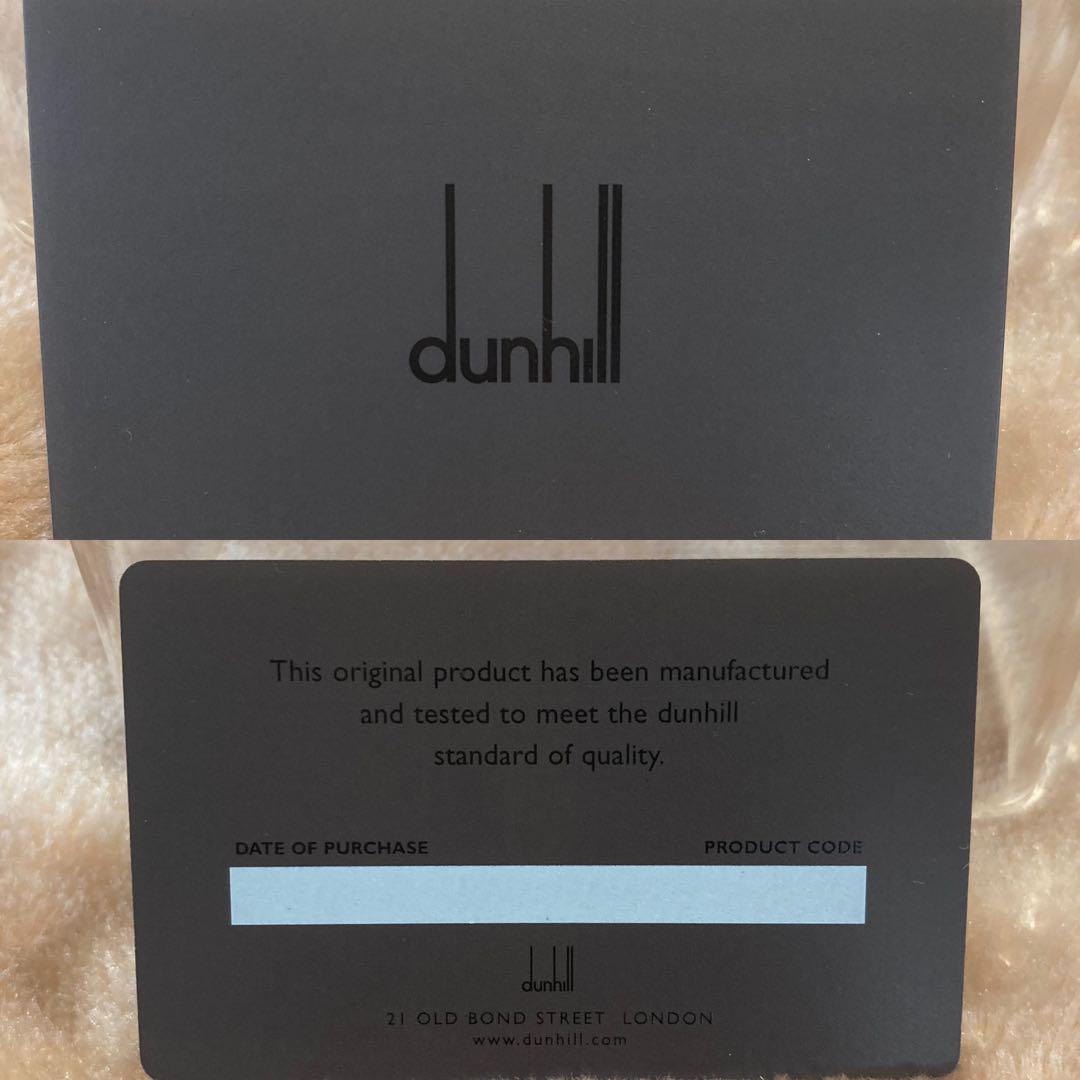 dunhill
This original product has been manufactured
and tested to meet the dunhill
standard of quality.
DATE OF PURCHASE PRODUCT CODE
dunhill
21 OLD BOND STREET LONDON
www.dunhill.com